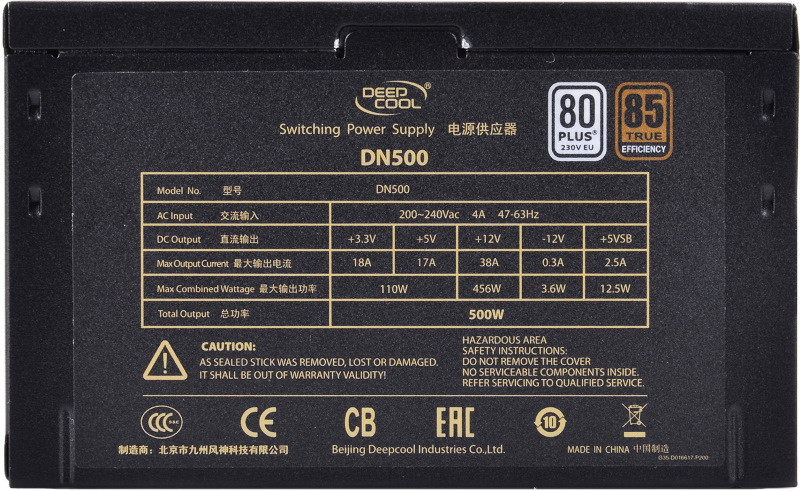 DEEP COOL®
80 PLUS® 230V EU
85 TRUE EFFICIENCY
Switching Power Supply 电源供应器
DN500
Model No. 型号 DN500
AC Input 交流输入 200~240Vac 4A 47-63Hz
DC Output 直流输出 +3.3V +5V +12V -12V +5VSB
Max Output Current 最大输出电流 18A 17A 38A 0.3A 2.5A
Max Combined Wattage 最大输出功率 110W 456W 3.6W 12.5W
Total Output 总功率 500W
CAUTION:
AS SEALED STICK WAS REMOVED, LOST OR DAMAGED.
IT SHALL BE OUT OF WARRANTY VALIDITY!
HAZARDOUS AREA
SAFETY INSTRUCTIONS:
DO NOT REMOVE THE COVER
NO SERVICEABLE COMPONENTS INSIDE.
REFER SERVICING TO QUALIFIED SERVICE.
CCC CE CB EAC 10
制造商：北京市九州风神科技有限公司 Beijing Deepcool Industries Co.,Ltd. MADE IN CHINA 中国制造